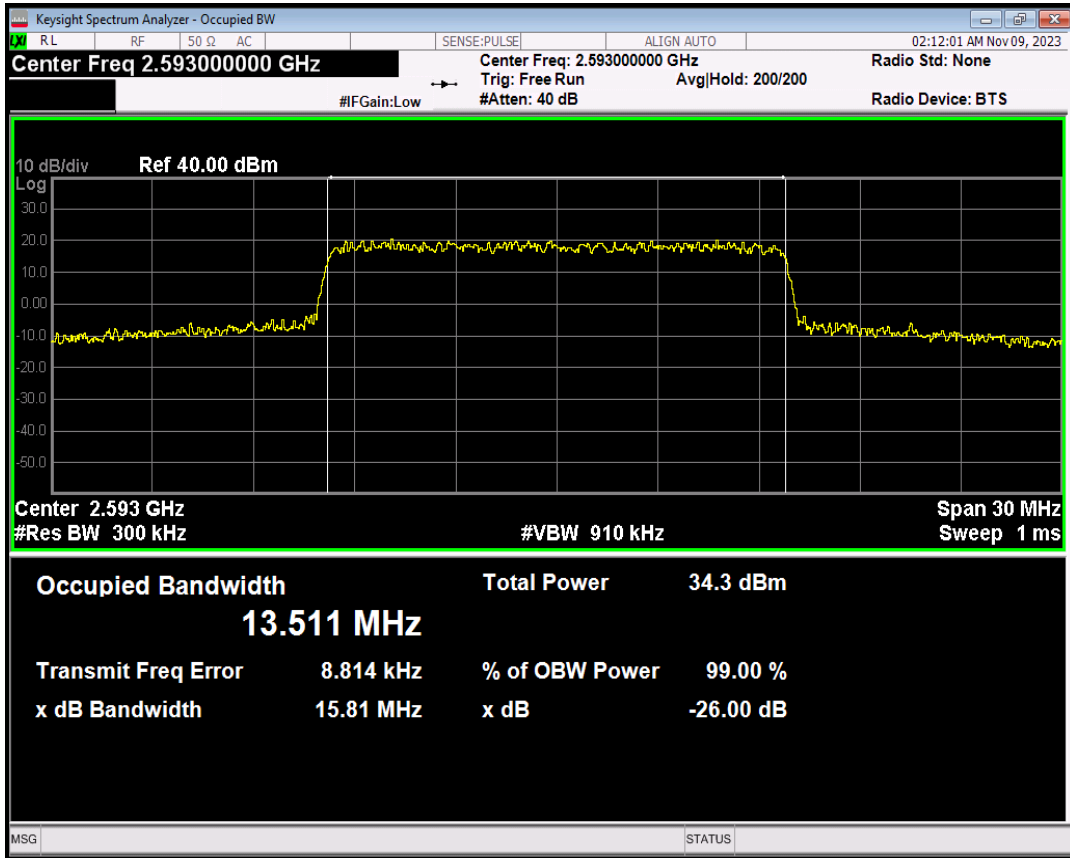 Keysight Spectrum Analyzer - Occupied BW
LXI RL RF 50 Ω AC SENSE:PULSE ALIGN AUTO 02:12:01 AM Nov 09, 2023
Center Freq 2.593000000 GHz Center Freq: 2.593000000 GHz Radio Std: None
Trig: Free Run Avg|Hold: 200/200
#IFGain:Low #Atten: 40 dB Radio Device: BTS
10 dB/div Ref 40.00 dBm
Log
30.0
20.0
10.0
0.00
-10.0
-20.0
-30.0
-40.0
-50.0
Center 2.593 GHz Span 30 MHz
#Res BW 300 kHz #VBW 910 kHz Sweep 1 ms
Occupied Bandwidth Total Power 34.3 dBm
13.511 MHz
Transmit Freq Error 8.814 kHz % of OBW Power 99.00 %
x dB Bandwidth 15.81 MHz x dB -26.00 dB
MSG STATUS